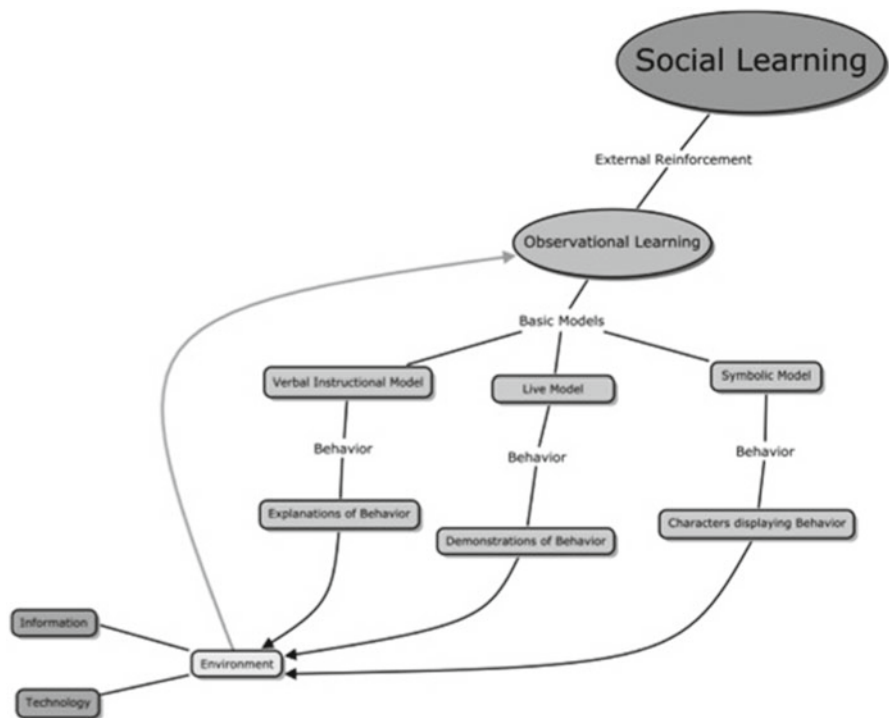 Social Learning
External Reinforcement
Observational Learning
Basic Models
Verbal Instructional Model
Live Model
Symbolic Model
Behavior
Behavior
Behavior
Explanations of Behavior
Demonstrations of Behavior
Characters displaying Behavior
Information
Environment
Technology